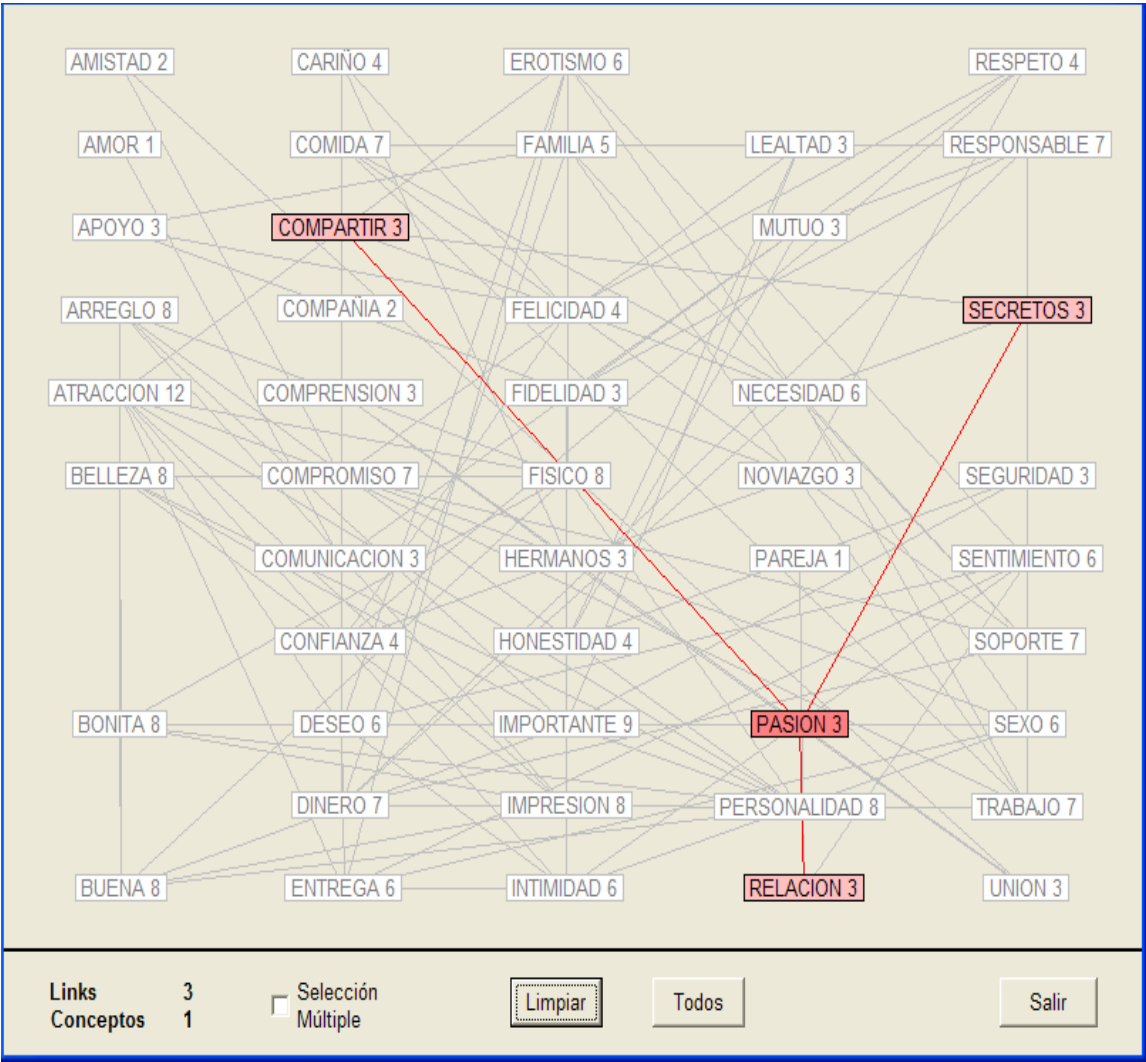 AMISTAD 2 CARIÑO 4 EROTISMO 6 RESPETO 4
AMOR 1 COMIDA 7 FAMILIA 5 LEALTAD 3 RESPONSABLE 7
APOYO 3 COMPARTIR 3 MUTUO 3
ARREGLO 8 COMPAÑIA 2 FELICIDAD 4 SECRETOS 3
ATRACCION 12 COMPRENSION 3 FIDELIDAD 3 NECESIDAD 6
BELLEZA 8 COMPROMISO 7 FISICO 8 NOVIAZGO 3 SEGURIDAD 3
COMUNICACION 3 HERMANOS 3 PAREJA 1 SENTIMIENTO 6
CONFIANZA 4 HONESTIDAD 4 SOPORTE 7
BONITA 8 DESEO 6 IMPORTANTE 9 PASION 3 SEXO 6
DINERO 7 IMPRESION 8 PERSONALIDAD 8 TRABAJO 7
BUENA 8 ENTREGA 6 INTIMIDAD 6 RELACION 3 UNION 3
Links 3
Conceptos 1
Selección
Múltiple
Limpiar
Todos
Salir